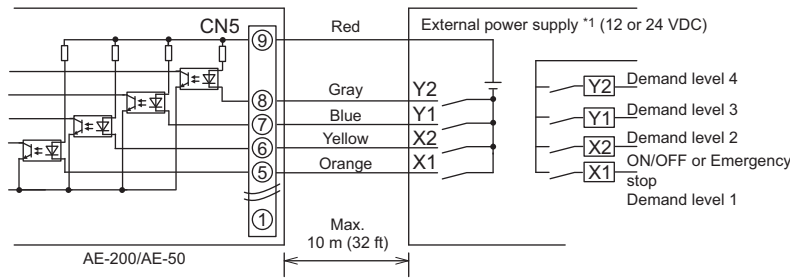 CN5
Red
External power supply *1 (12 or 24 VDC)
9
Gray
Y2
8
Blue
Y1
7
Yellow
X2
6
Orange
X1
5
1
Y2
Demand level 4
Y1
Demand level 3
X2
Demand level 2
X1
ON/OFF or Emergency
stop
Demand level 1
Max.
10 m (32 ft)
AE-200/AE-50